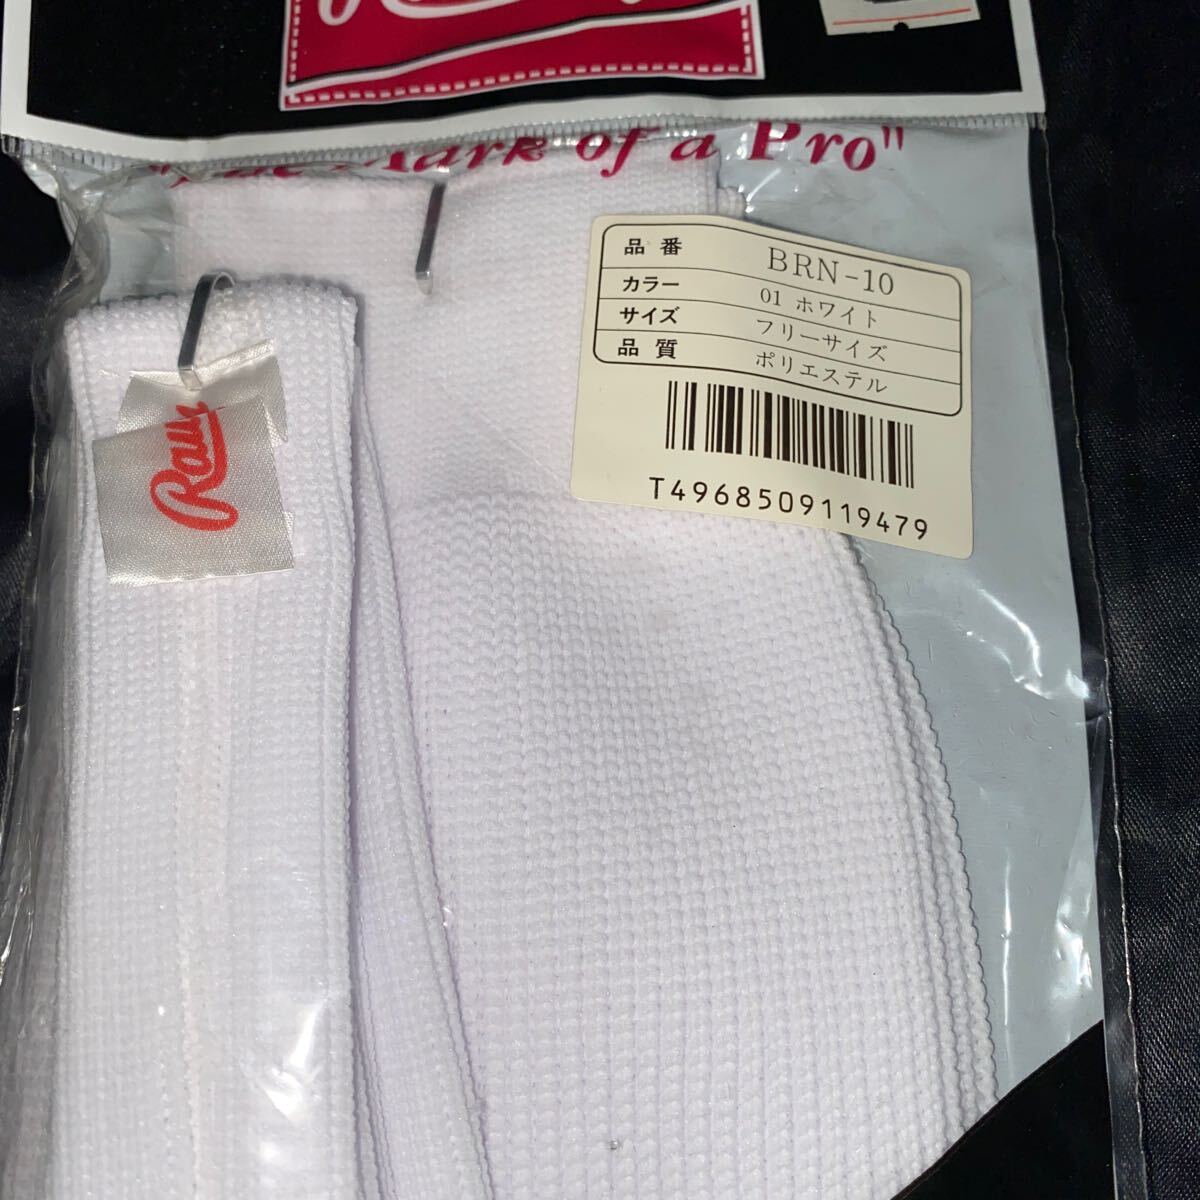 Mark of a Pro"
品番 BRN-10
カラー 01 ホワイト
サイズ フリーサイズ
品質 ポリエステル
T4968509119479
Raw